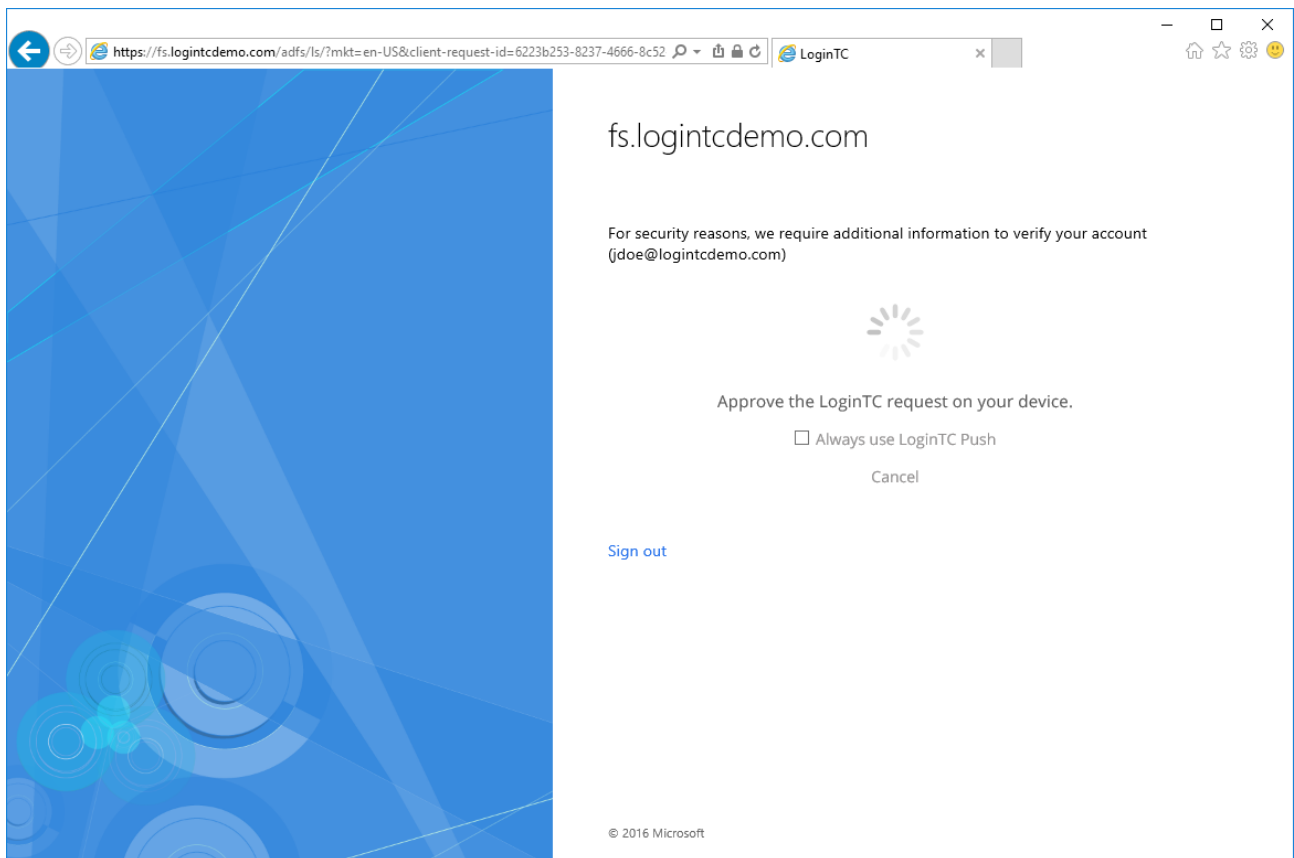 https://fs.logintcdemo.com/adfs/ls/?mkt=en-US&client-request-id=6223b253-8237-4666-8c52
LoginTC
fs.logintcdemo.com
For security reasons, we require additional information to verify your account
(jdoe@logintcdemo.com)
Approve the LoginTC request on your device.
Always use LoginTC Push
Cancel
Sign out
© 2016 Microsoft